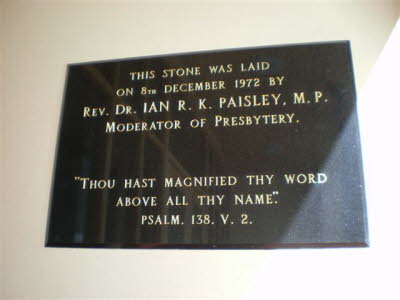 THIS STONE WAS LAID
ON 8TH DECEMBER 1972 BY
REV. DR. IAN R. K. PAISLEY, M.P.
MODERATOR OF PRESBYTERY.
"THOU HAST MAGNIFIED THY WORD
ABOVE ALL THY NAME".
PSALM. 138. V. 2.